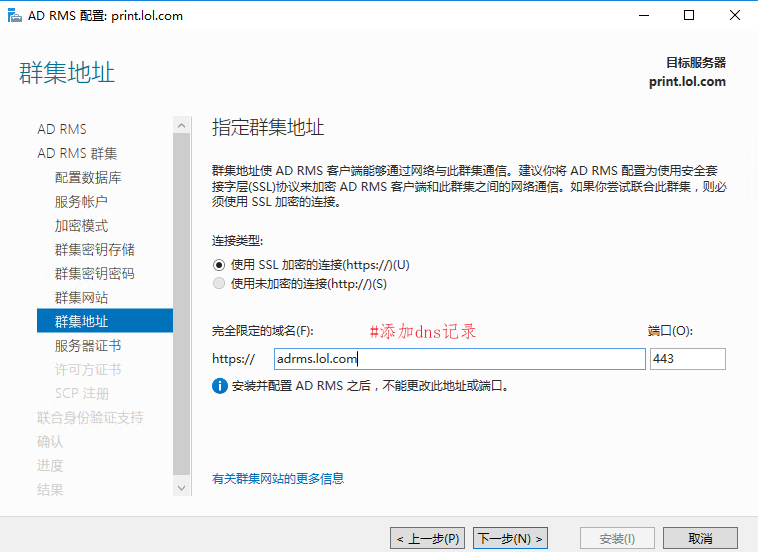 AD RMS 配置: print.lol.com
群集地址
目标服务器
print.lol.com
AD RMS
AD RMS 群集
配置数据库
服务帐户
加密模式
群集密钥存储
群集密钥密码
群集网站
群集地址
服务器证书
许可方证书
SCP 注册
联合身份验证支持
确认
进度
结果
指定群集地址
群集地址使 AD RMS 客户端能够通过网络与此群集通信。建议你将 AD RMS 配置为使用安全套
接字层(SSL)协议来加密 AD RMS 客户端和此群集之间的网络通信。如果你尝试联合此群集，则必
须使用 SSL 加密的连接。
连接类型:
使用 SSL 加密的连接(https://)(U)
使用未加密的连接(http://)(S)
完全限定的域名(F): #添加dns记录 端口(O):
https:// adrms.lol.com 443
安装并配置 AD RMS 之后，不能更改此地址或端口。
有关群集网站的更多信息
< 上一步(P) 下一步(N) > 安装(I) 取消